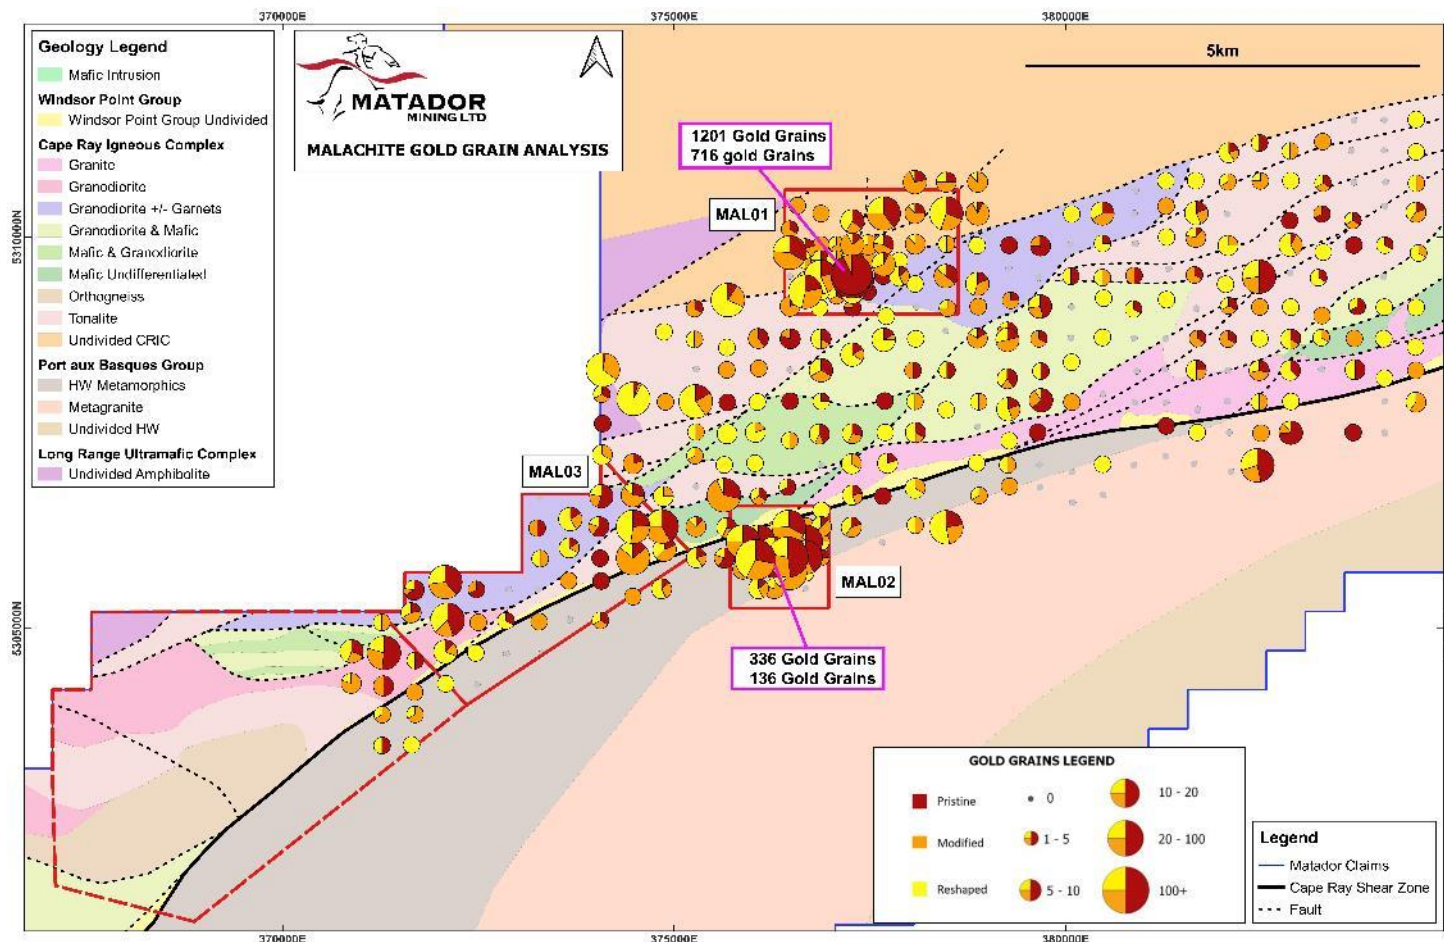 370000E
375000E
380000E
Geology Legend
Mafic Intrusion
Windsor Point Group
Windsor Point Group Undivided
Cape Ray Igneous Complex
Granite
Granodiorite
Granodiorite +/- Garnets
Granodiorite & Mafic
Mafic & Granodiorite
Mafic Undifferentiated
Orthogneiss
Tonalite
Undivided CRIC
Port aux Basques Group
HW Metamorphics
Metagranite
Undivided HW
Long Range Ultramafic Complex
Undivided Amphibolite
MATADOR
MINING LTD
MALACHITE GOLD GRAIN ANALYSIS
5km
1201 Gold Grains
716 gold Grains
MAL01
5310000N
MAL03
MAL02
5305000N
336 Gold Grains
136 Gold Grains
GOLD GRAINS LEGEND
Pristine
0
10 - 20
Modified
1 - 5
20 - 100
Reshaped
5 - 10
100+
Legend
Matador Claims
Cape Ray Shear Zone
Fault
370000E
375000E
380000E